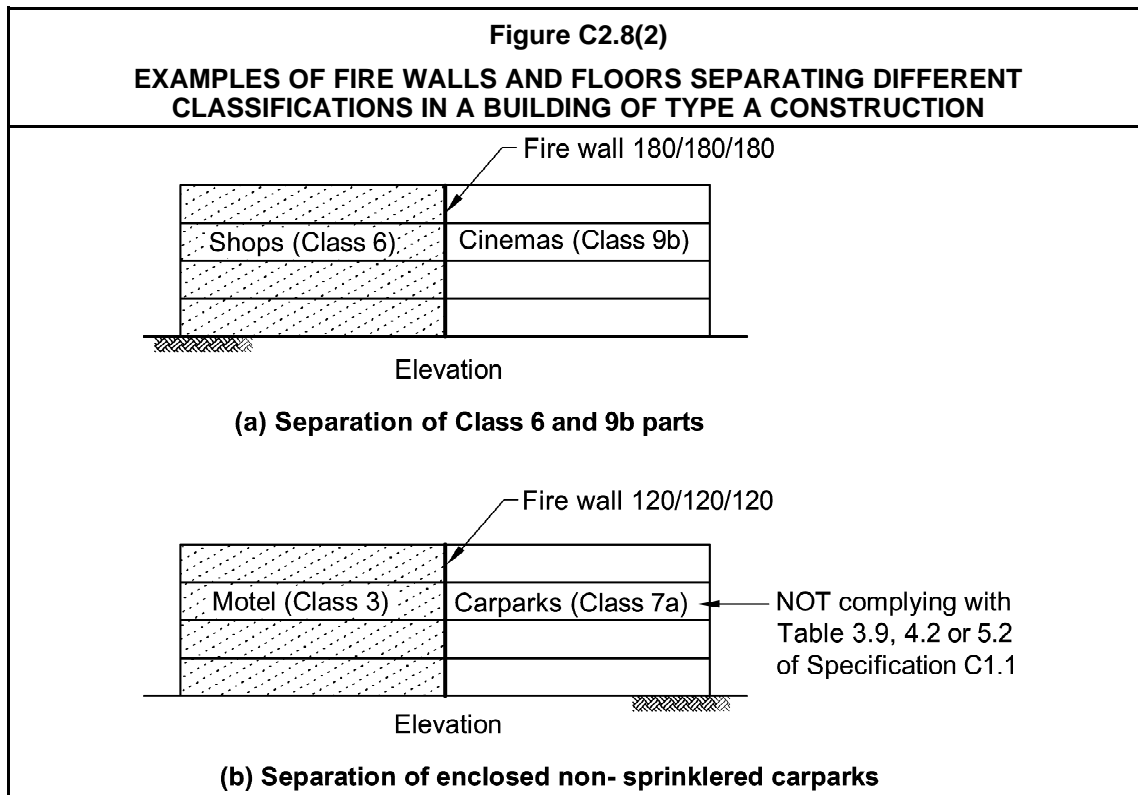 Figure C2.8(2)
EXAMPLES OF FIRE WALLS AND FLOORS SEPARATING DIFFERENT
CLASSIFICATIONS IN A BUILDING OF TYPE A CONSTRUCTION
Fire wall 180/180/180
Shops (Class 6)
Cinemas (Class 9b)
Elevation
(a) Separation of Class 6 and 9b parts
Fire wall 120/120/120
Motel (Class 3)
Carparks (Class 7a)
NOT complying with
Table 3.9, 4.2 or 5.2
of Specification C1.1
Elevation
(b) Separation of enclosed non- sprinklered carparks